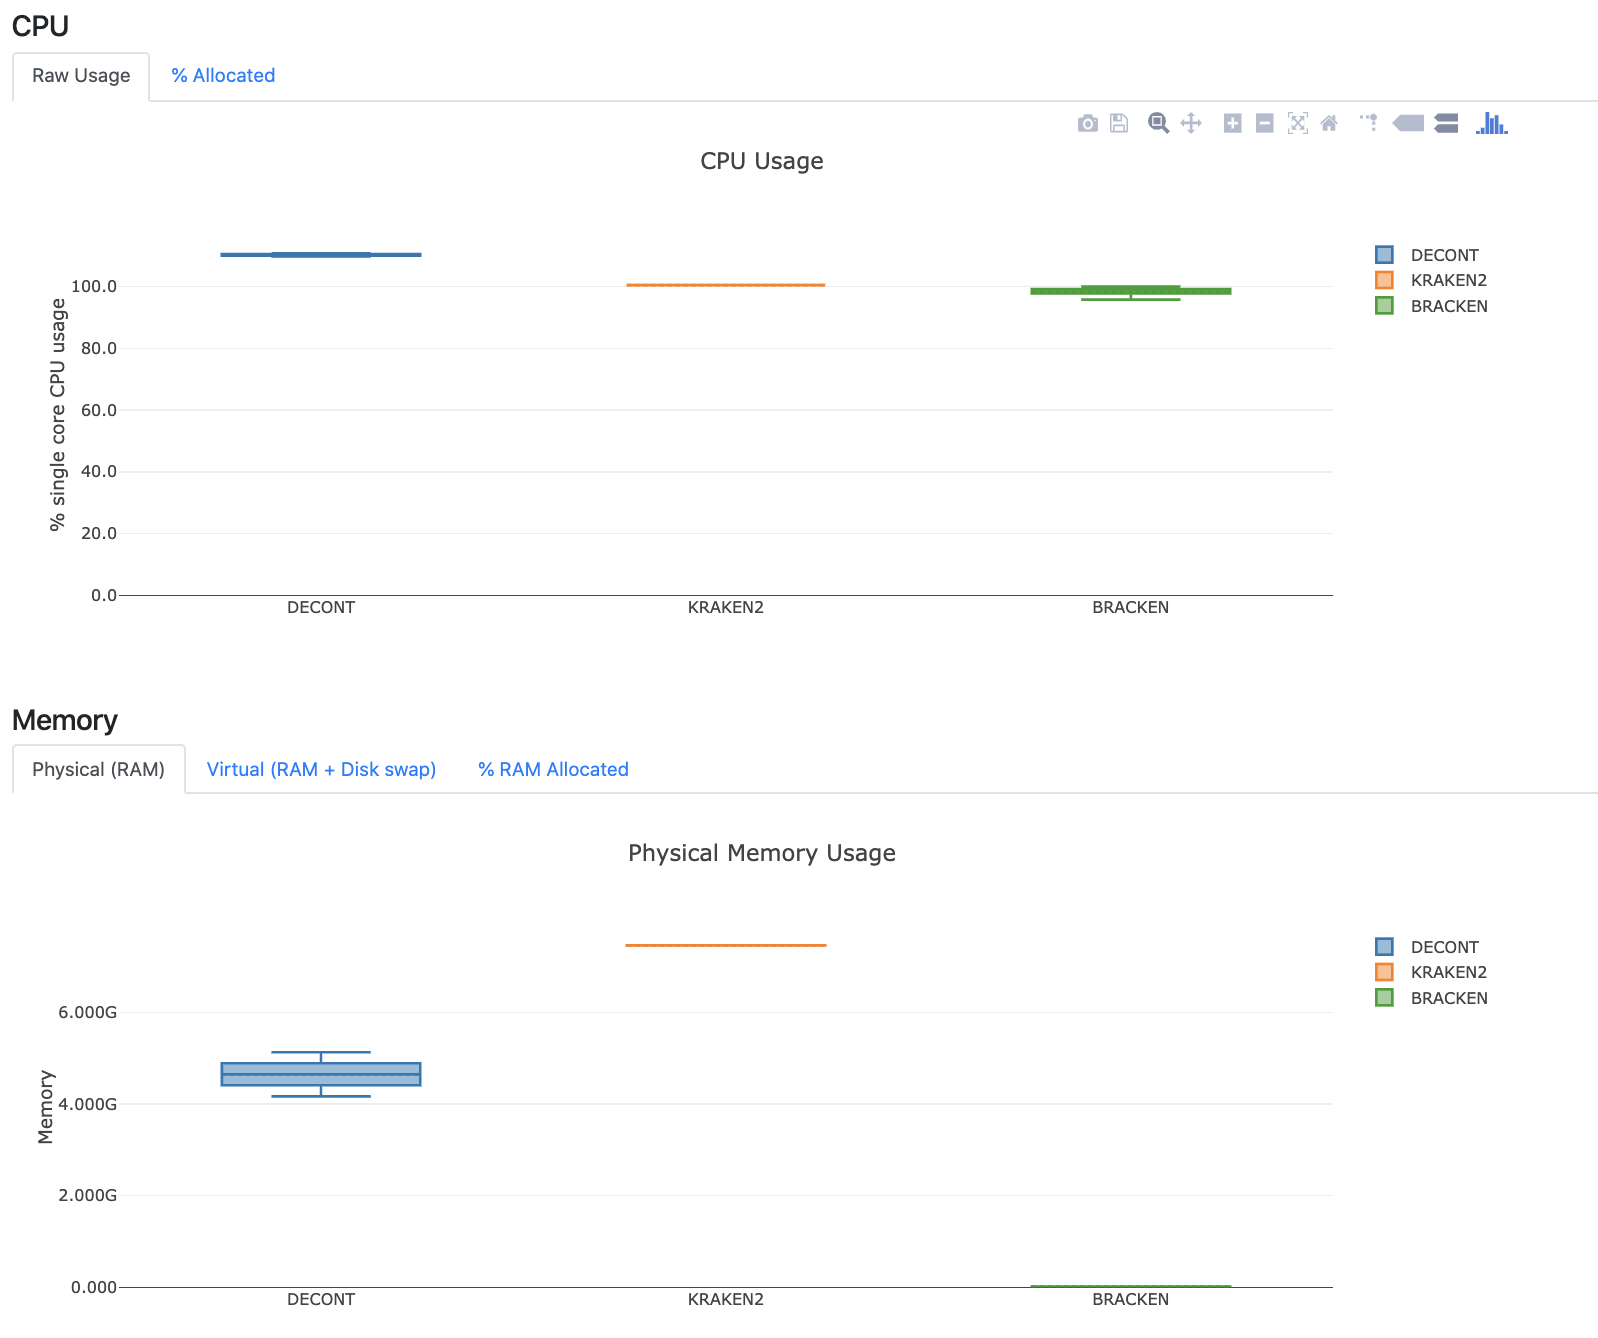 CPU
Raw Usage
% Allocated
CPU Usage
DECONT
KRAKEN2
BRACKEN
% single core CPU usage
100.0
80.0
60.0
40.0
20.0
0.0
DECONT
KRAKEN2
BRACKEN
Memory
Physical (RAM)
Virtual (RAM + Disk swap)
% RAM Allocated
Physical Memory Usage
DECONT
KRAKEN2
BRACKEN
Memory
6.000G
4.000G
2.000G
0.000
DECONT
KRAKEN2
BRACKEN